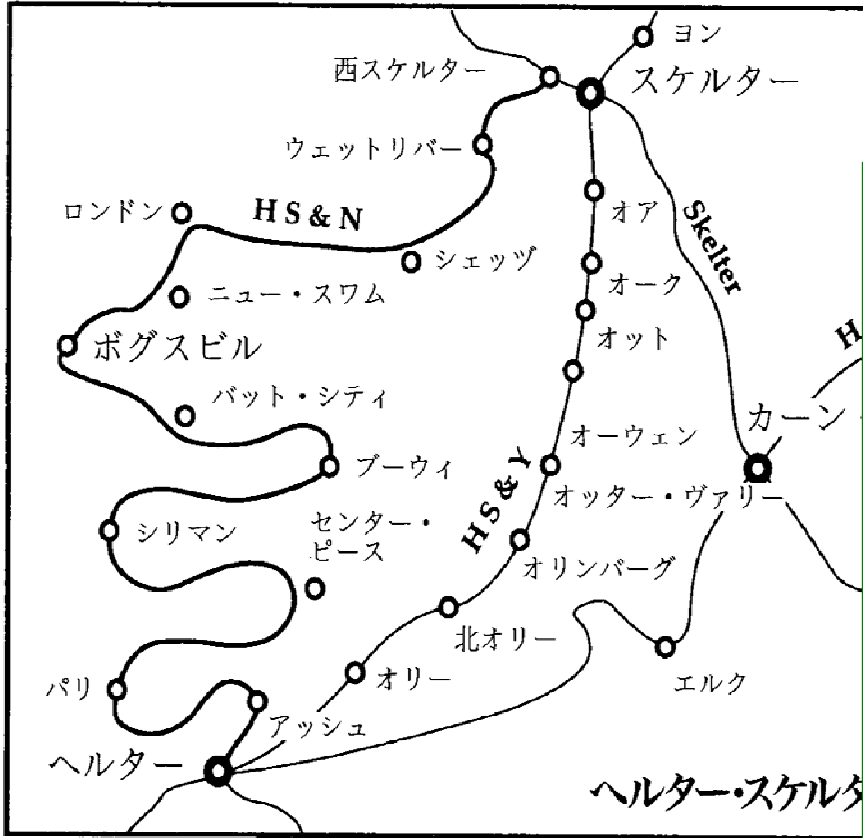 ヨン
西スケルター
スケルター
ウェットリバー
ロンドン
HS&N
オア
Skelter
シェッヅ
オーク
ニュー・スワム
オット
ボグスビル
H
バット・シティ
カーン
オーウェン
ブーウィ
HS&Y
オッター・ヴァリー
シリマン
センター・
ピース
オリンバーグ
北オリー
オリー
エルク
パリ
アッシュ
ヘルター
ヘルター・スケルタ